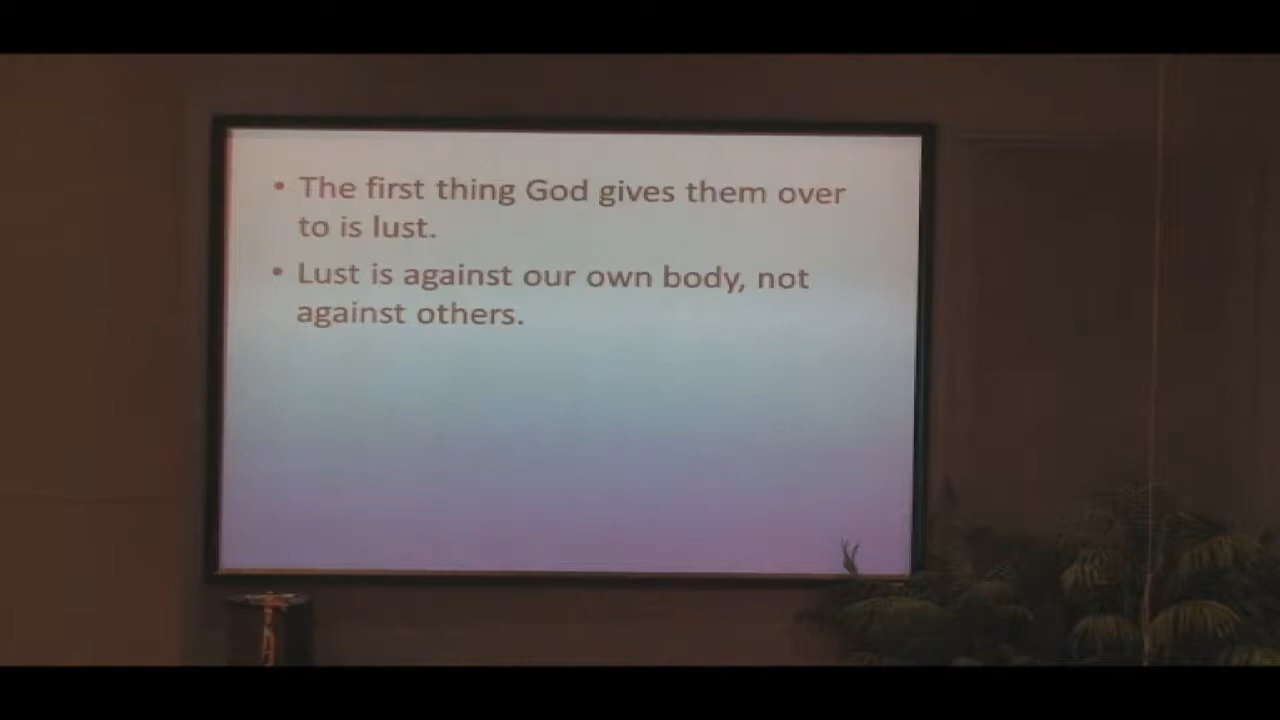 • The first thing God gives them over
to is lust.
• Lust is against our own body, not
against others.